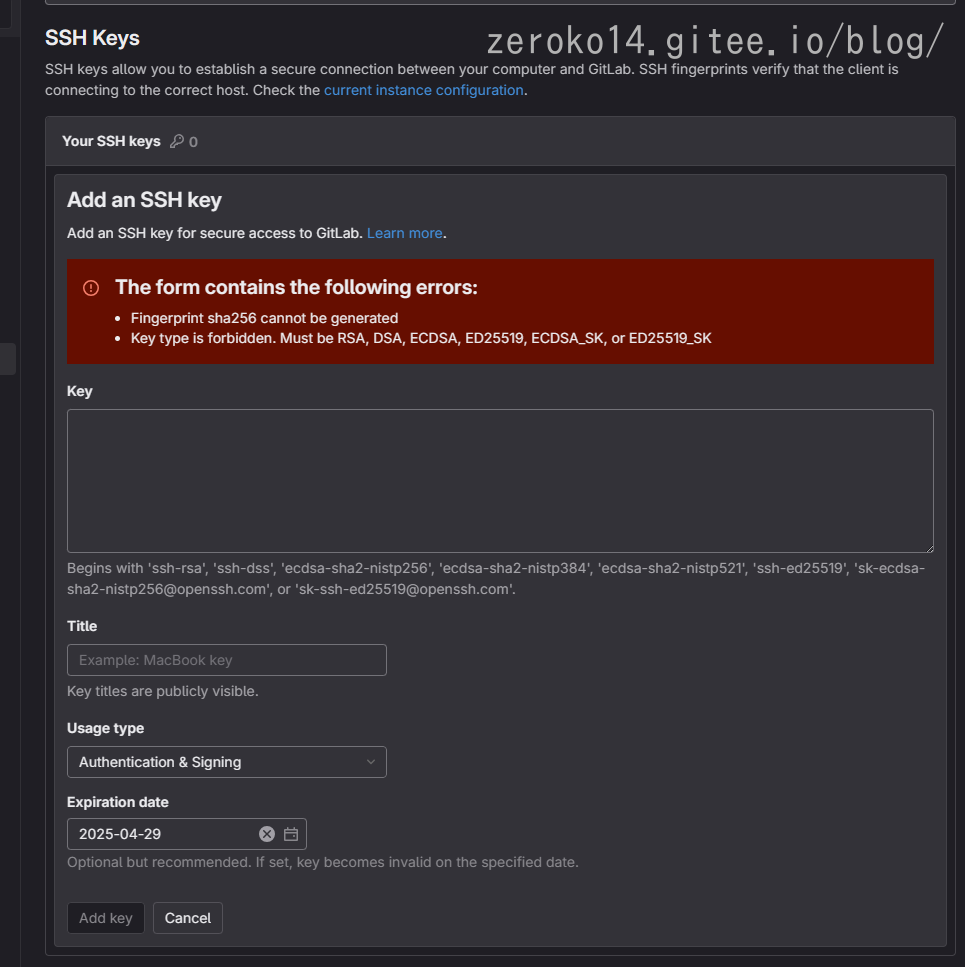 SSH Keys
zeroko14.gitee.io/blog/
SSH keys allow you to establish a secure connection between your computer and GitLab. SSH fingerprints verify that the client is
connecting to the correct host. Check the current instance configuration.
Your SSH keys 0
Add an SSH key
Add an SSH key for secure access to GitLab. Learn more.
The form contains the following errors:
• Fingerprint sha256 cannot be generated
• Key type is forbidden. Must be RSA, DSA, ECDSA, ED25519, ECDSA_SK, or ED25519_SK
Key
Begins with 'ssh-rsa', 'ssh-dss', 'ecdsa-sha2-nistp256', 'ecdsa-sha2-nistp384', 'ecdsa-sha2-nistp521', 'ssh-ed25519', 'sk-ecdsa-
sha2-nistp256@openssh.com', or 'sk-ssh-ed25519@openssh.com'.
Title
Example: MacBook key
Key titles are publicly visible.
Usage type
Authentication & Signing
Expiration date
2025-04-29
Optional but recommended. If set, key becomes invalid on the specified date.
Add key Cancel